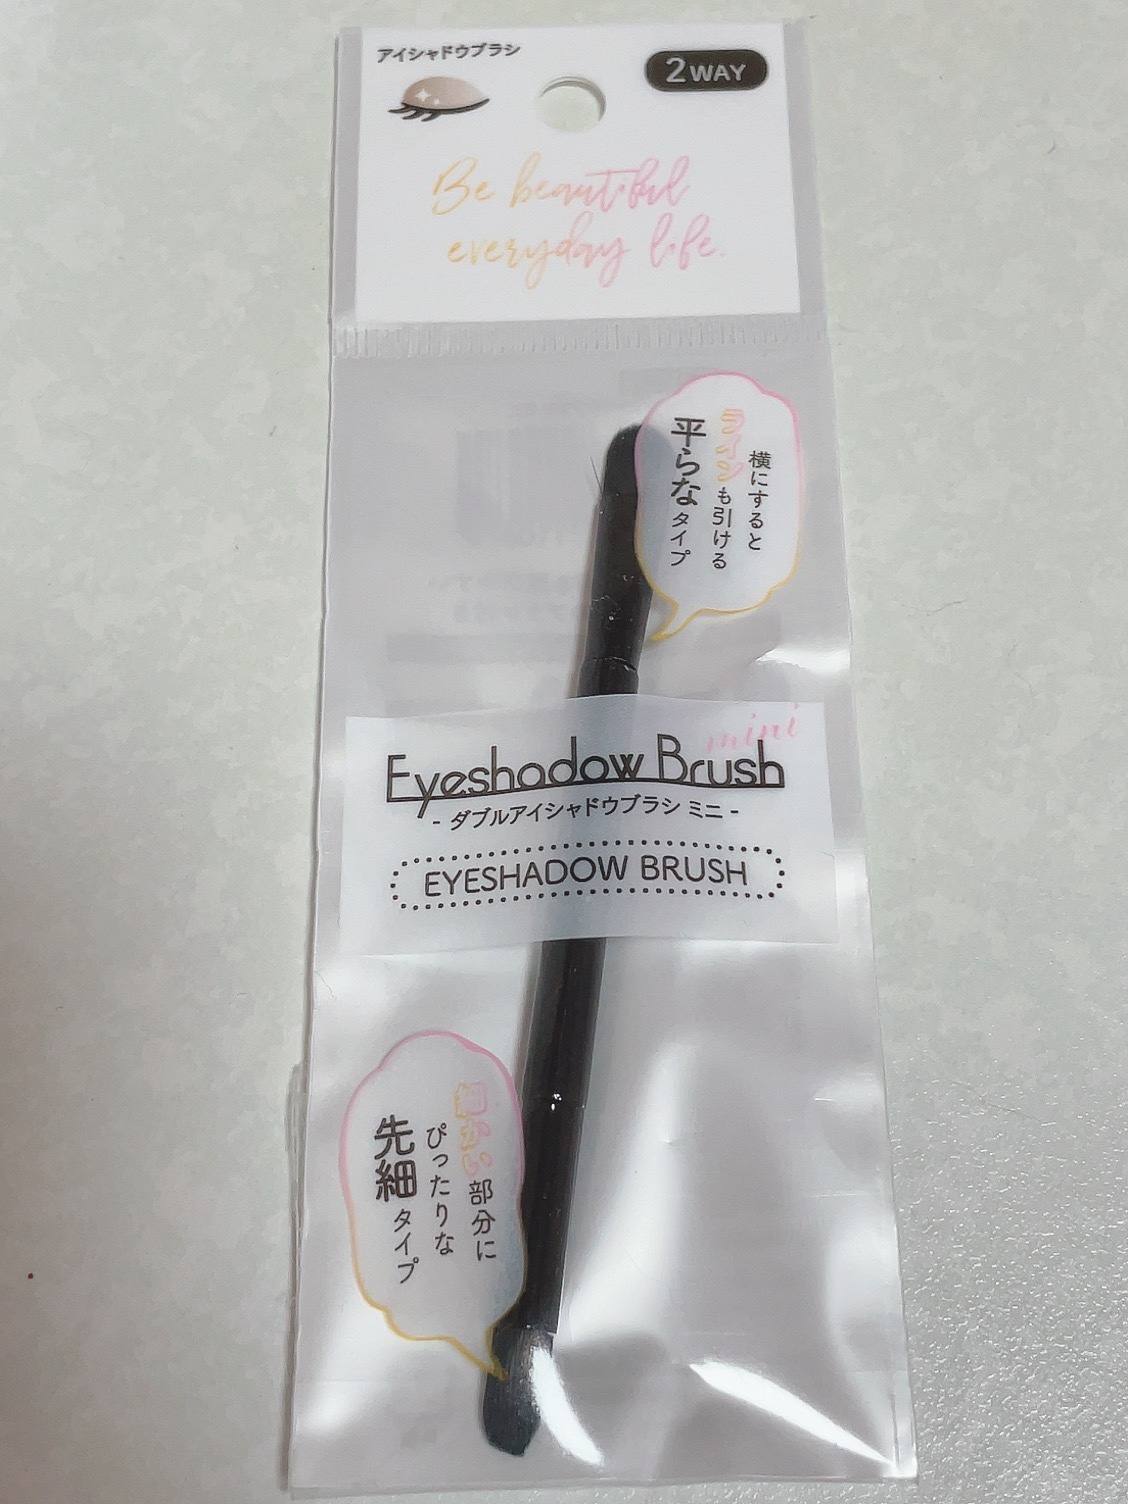 アイシャドウブラシ
2WAY
Be beautiful
everyday life.
横にすると
ラインも引ける
平らなタイプ
mini
Eyeshadow Brush
- ダブルアイシャドウブラシ ミニ -
EYESHADOW BRUSH
細かい部分に
ぴったりな
先細タイプ